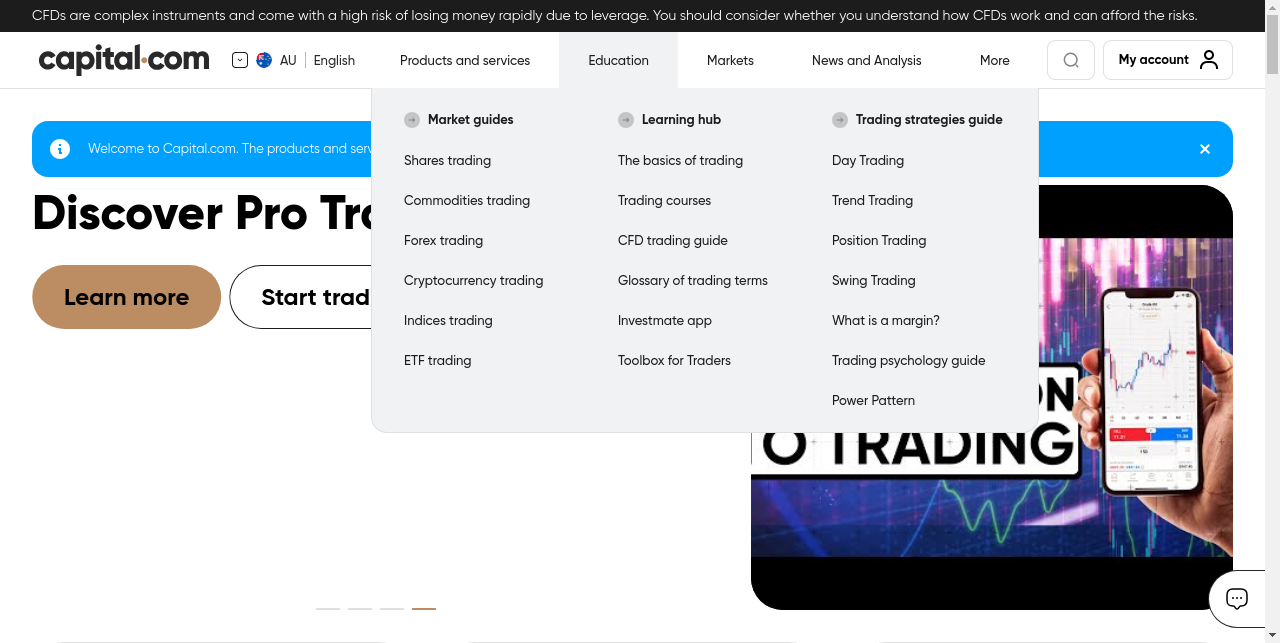 CFDs are complex instruments and come with a high risk of losing money rapidly due to leverage. You should consider whether you understand how CFDs work and can afford the risks.
capital.com
AU
English
Products and services
Education
Markets
News and Analysis
More
My account
Market guides
Shares trading
Commodities trading
Forex trading
Cryptocurrency trading
Indices trading
ETF trading
Learning hub
The basics of trading
Trading courses
CFD trading guide
Glossary of trading terms
Investmate app
Toolbox for Traders
Trading strategies guide
Day Trading
Trend Trading
Position Trading
Swing Trading
What is a margin?
Trading psychology guide
Power Pattern
Welcome to Capital.com. The products and serv
Discover Pro Tra
Learn more
Start trad
ON
O TRADING